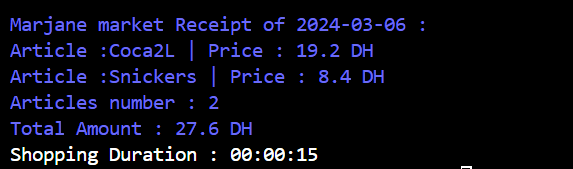 Marjane market Receipt of 2024-03-06 :
Article :Coca2L | Price : 19.2 DH
Article :Snickers | Price : 8.4 DH
Articles number : 2
Total Amount : 27.6 DH
Shopping Duration : 00:00:15